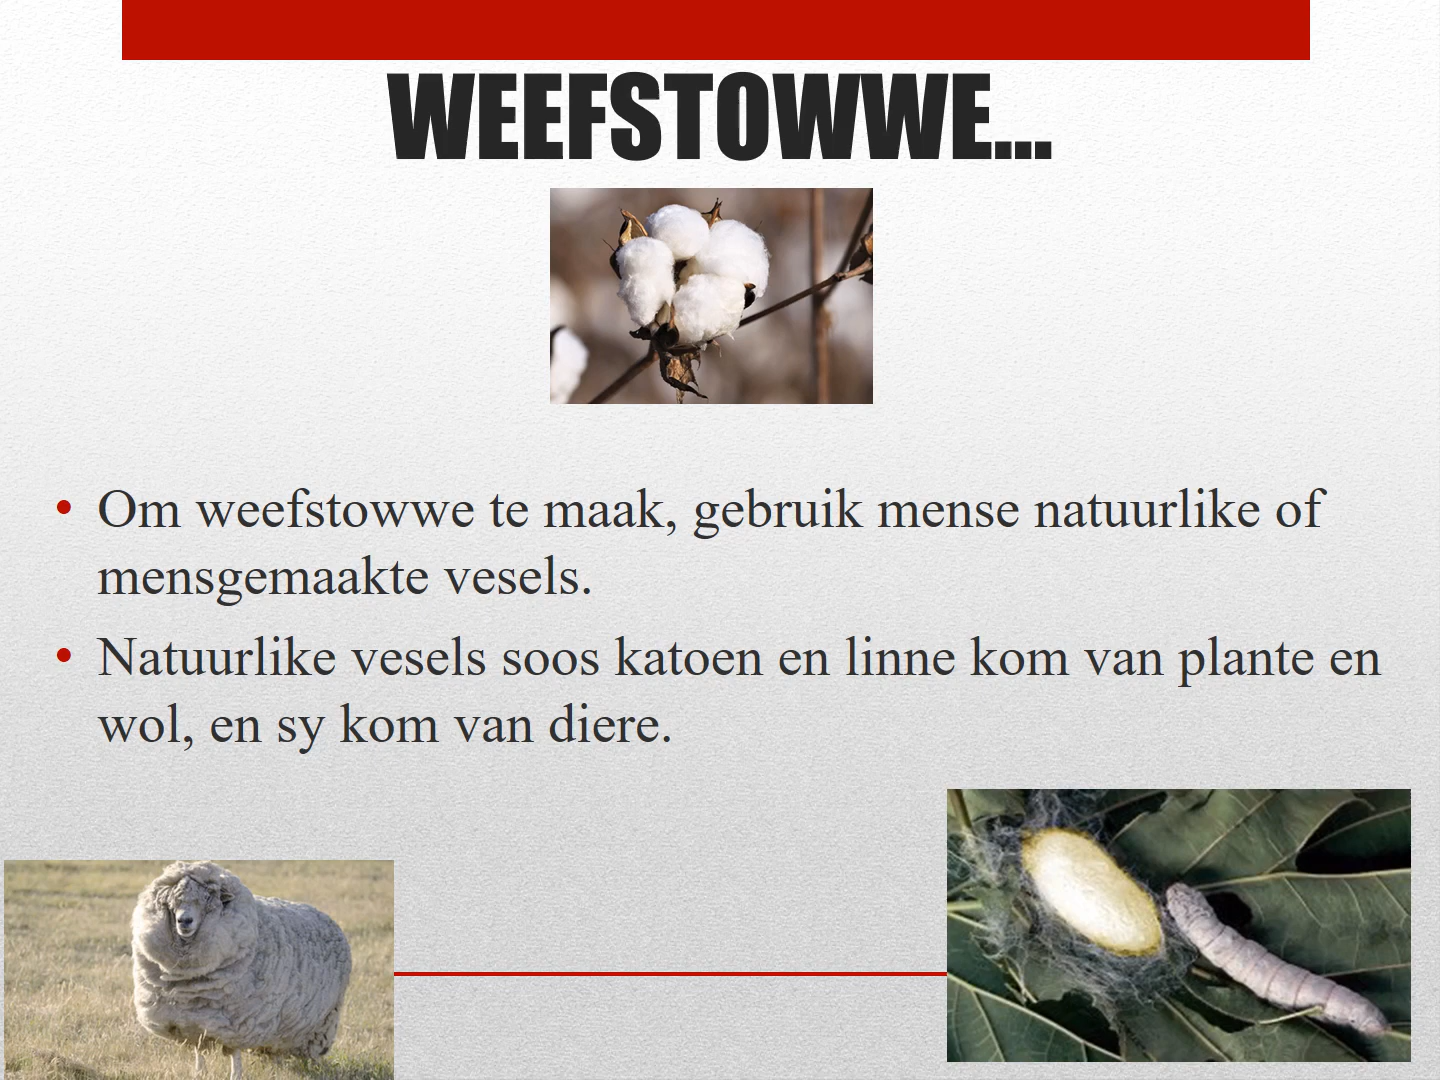 WEEFSTOWWE...
• Om weefstowwe te maak, gebruik mense natuurlike of
mensgemaakte vesels.
• Natuurlike vesels soos katoen en linne kom van plante en
wol, en sy kom van diere.